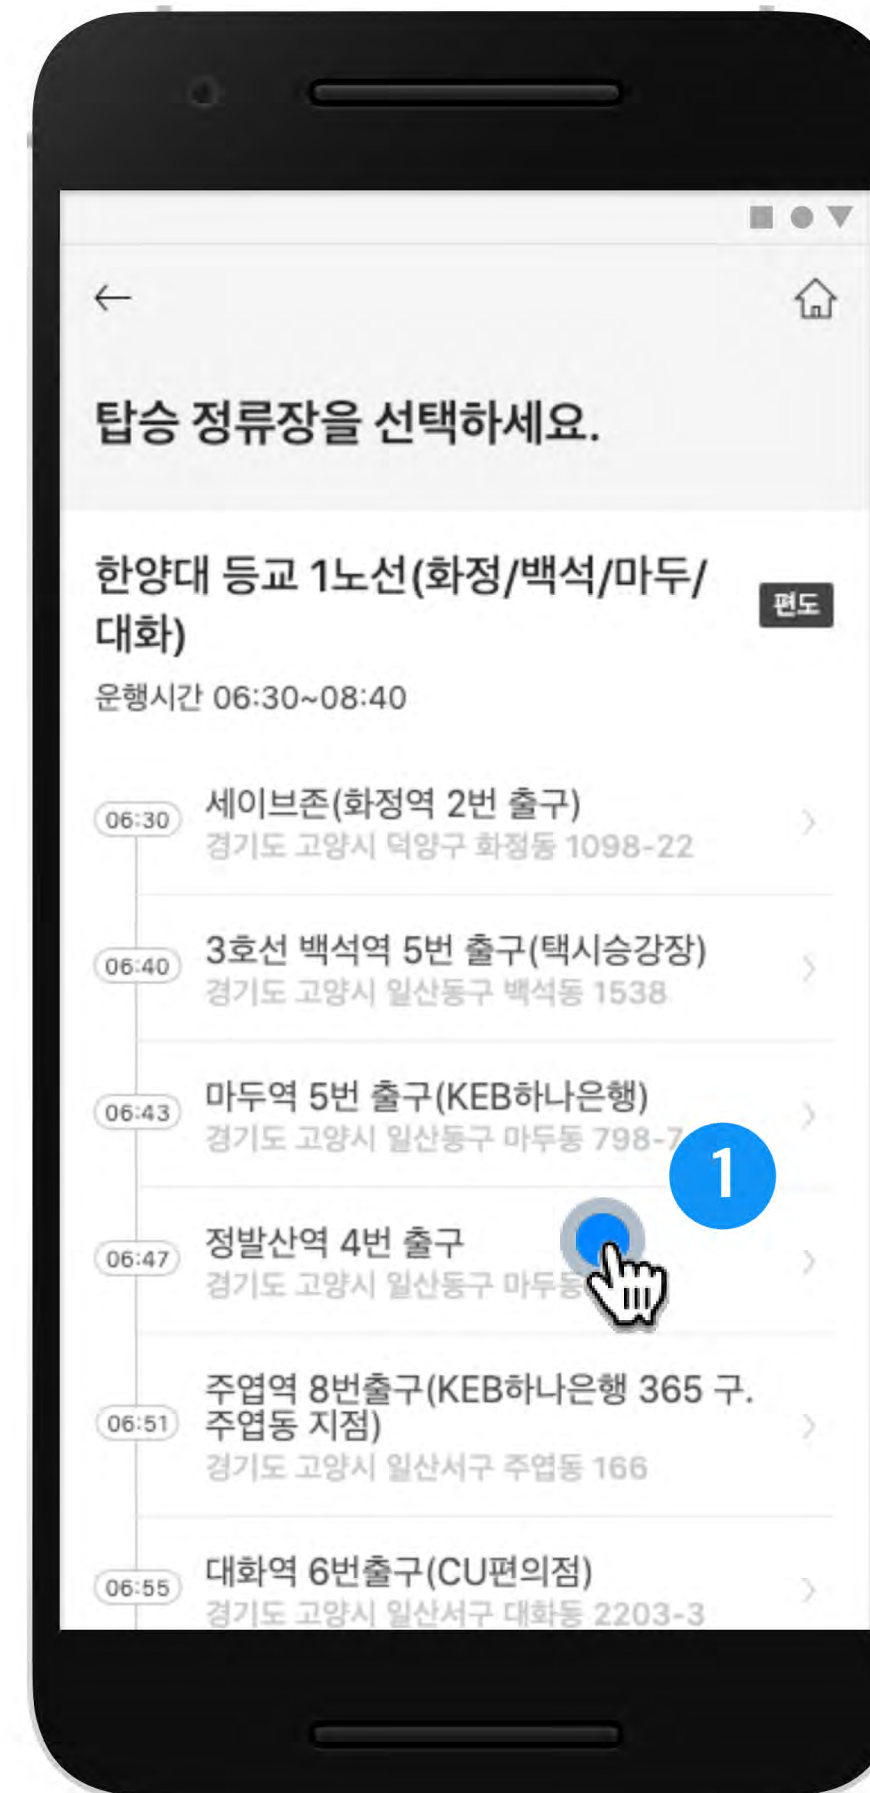 탑승 정류장을 선택하세요.
한양대 등교 1노선(화정/백석/마두/
대화)
편도
운행시간 06:30~08:40
06:30
세이브존(화정역 2번 출구)
경기도 고양시 덕양구 화정동 1098-22
06:40
3호선 백석역 5번 출구(택시승강장)
경기도 고양시 일산동구 백석동 1538
06:43
마두역 5번 출구(KEB하나은행)
경기도 고양시 일산동구 마두동 798-7
1
06:47
정발산역 4번 출구
경기도 고양시 일산동구 마두동
06:51
주엽역 8번출구(KEB하나은행 365 구.
주엽동 지점)
경기도 고양시 일산서구 주엽동 166
06:55
대화역 6번출구(CU편의점)
경기도 고양시 일산서구 대화동 2203-3